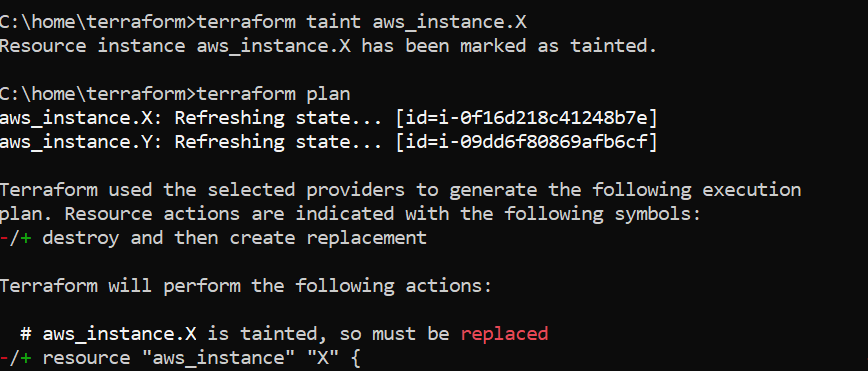 C:\home\terraform>terraform taint aws_instance.X
Resource instance aws_instance.X has been marked as tainted.
C:\home\terraform>terraform plan
aws_instance.X: Refreshing state... [id=i-0f16d218c41248b7e]
aws_instance.Y: Refreshing state... [id=i-09dd6f80869afb6cf]
Terraform used the selected providers to generate the following execution
plan. Resource actions are indicated with the following symbols:
-/+ destroy and then create replacement
Terraform will perform the following actions:
# aws_instance.X is tainted, so must be replaced
-/+ resource "aws_instance" "X" {